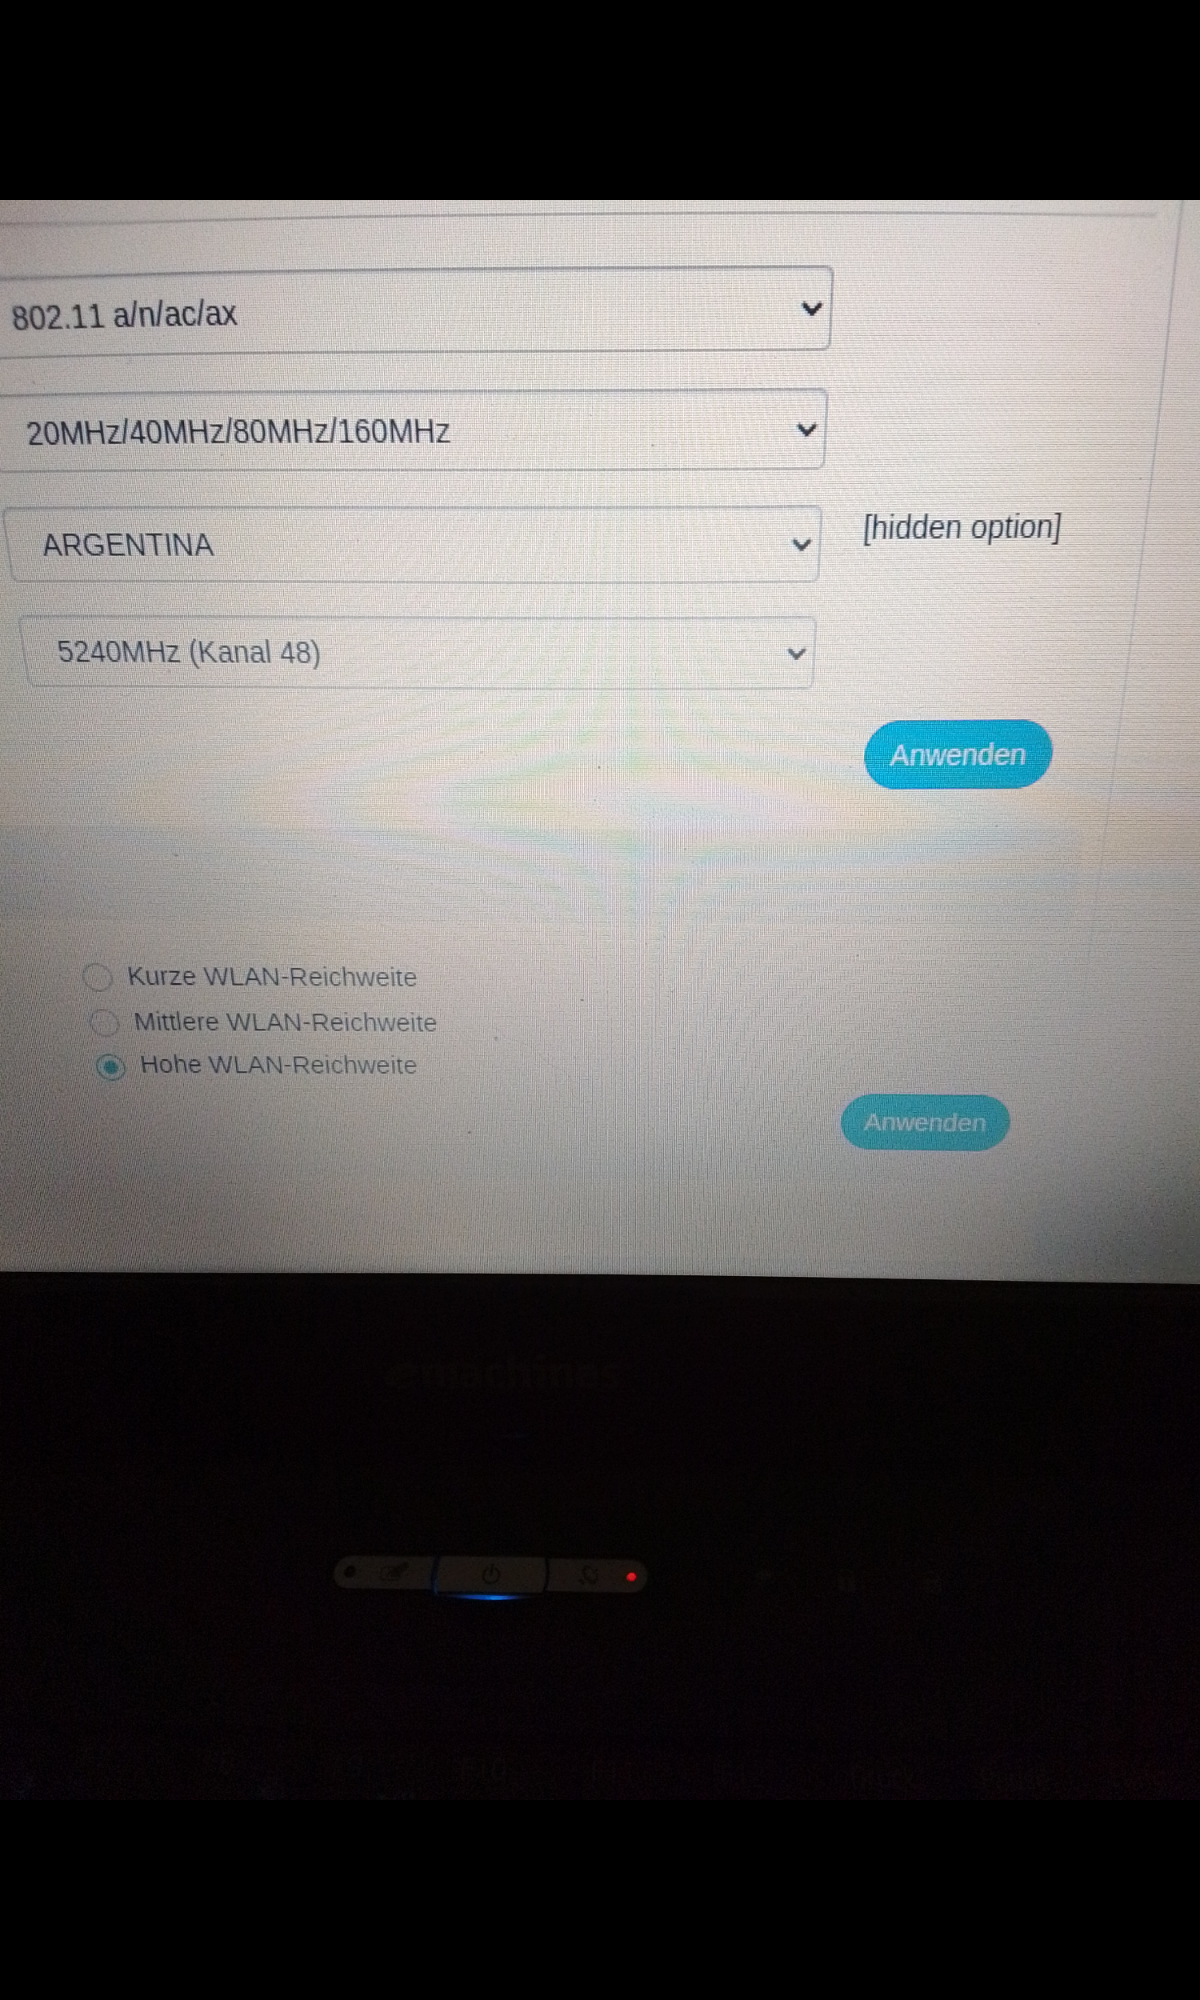 802.11 a/n/ac/ax
20MHz/40MHz/80MHz/160MHz
ARGENTINA
[hidden option]
5240MHz (Kanal 48)
Anwenden
Kurze WLAN-Reichweite
Mittlere WLAN-Reichweite
Hohe WLAN-Reichweite
Anwenden
emachines